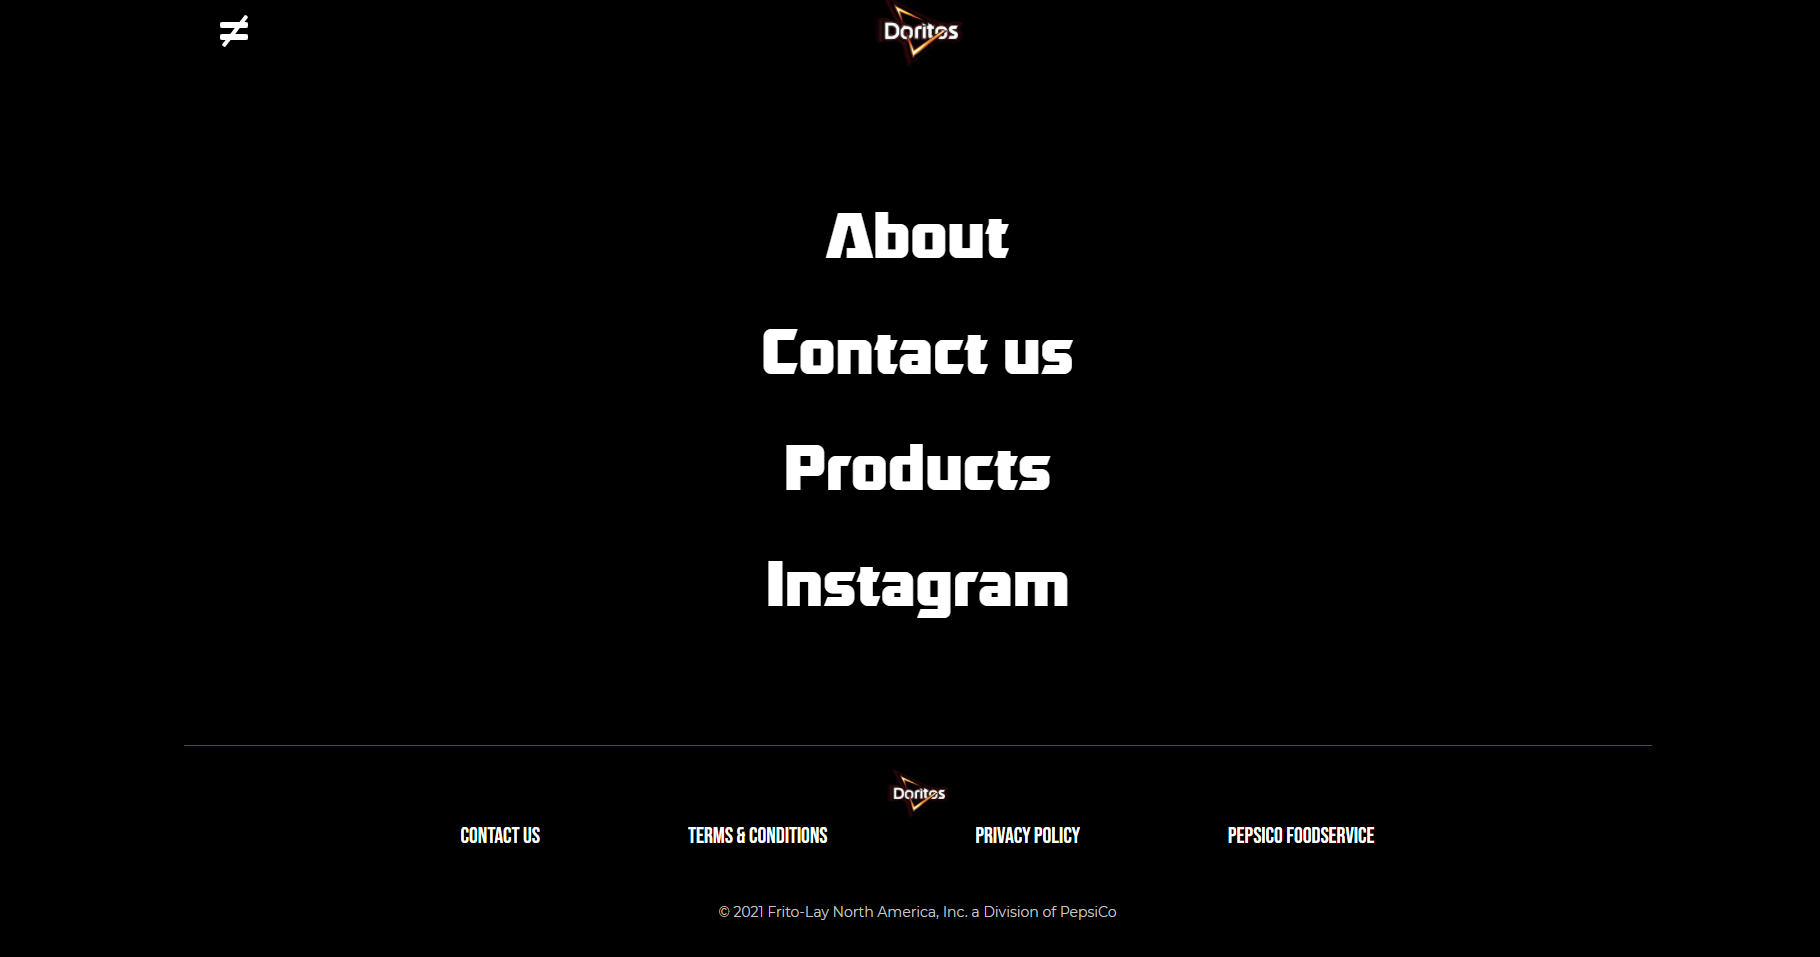 Doritos
About
Contact us
Products
Instagram
Doritos
CONTACT US TERMS & CONDITIONS PRIVACY POLICY PEPSICO FOODSERVICE
© 2021 Frito-Lay North America, Inc. a Division of PepsiCo